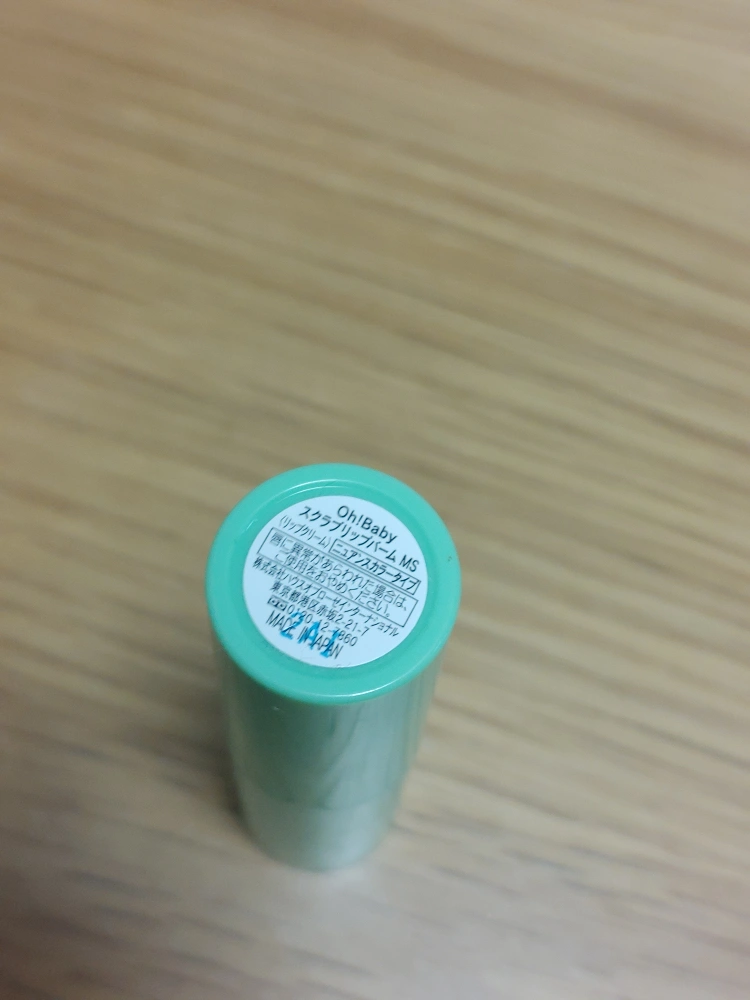 Oh!Baby
スクラブリップバーム MS
(リップクリーム) ニュアンスカラータイプ
唇に異常があらわれた場合は、
ご使用をおやめください。
株式会社ハウスオブローゼインターナショナル
東京都港区赤坂2-21-7
MADE IN JAPAN